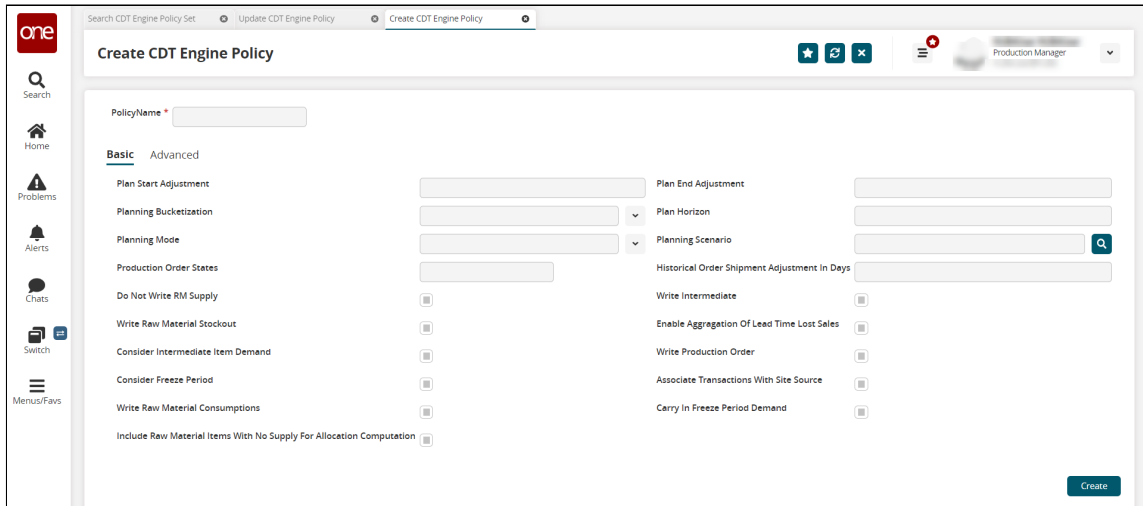 one
Search CDT Engine Policy Set Update CDT Engine Policy Create CDT Engine Policy
Create CDT Engine Policy
Production Manager
Search
Home
Problems
Alerts
Chats
Switch
Menus/Favs
PolicyName *
Basic Advanced
Plan Start Adjustment Plan End Adjustment
Planning Bucketization Plan Horizon
Planning Mode Planning Scenario
Production Order States Historical Order Shipment Adjustment In Days
Do Not Write RM Supply Write Intermediate
Write Raw Material Stockout Enable Aggragation Of Lead Time Lost Sales
Consider Intermediate Item Demand Write Production Order
Consider Freeze Period Associate Transactions With Site Source
Write Raw Material Consumptions Carry In Freeze Period Demand
Include Raw Material Items With No Supply For Allocation Computation
Create